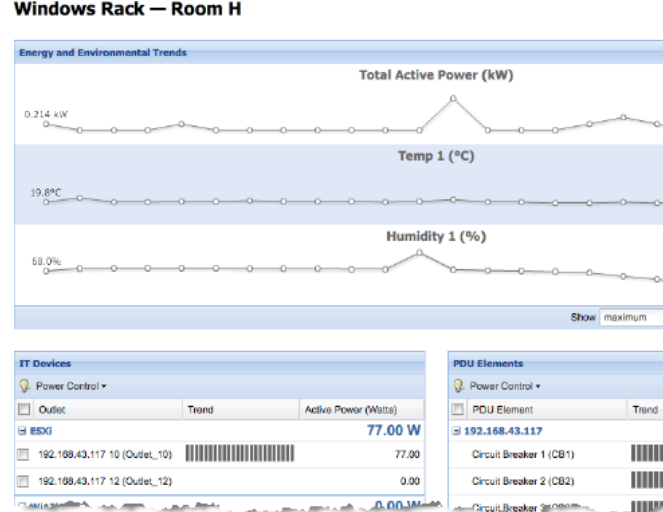 Windows Rack — Room H
Energy and Environmental Trends
Total Active Power (kW)
0.214 kW
Temp 1 (°C)
19.8°C
Humidity 1 (%)
68.0%
Show maximum
IT Devices
Power Control
Outlet Trend Active Power (Watts)
ESXi 77.00 W
192.168.43.117 10 (Outlet_10) 77.00
192.168.43.117 12 (Outlet_12) 0.00
0.00 W
PDU Elements
Power Control
PDU Element Trend
192.168.43.117
Circuit Breaker 1 (CB1)
Circuit Breaker 2 (CB2)
Circuit Breaker